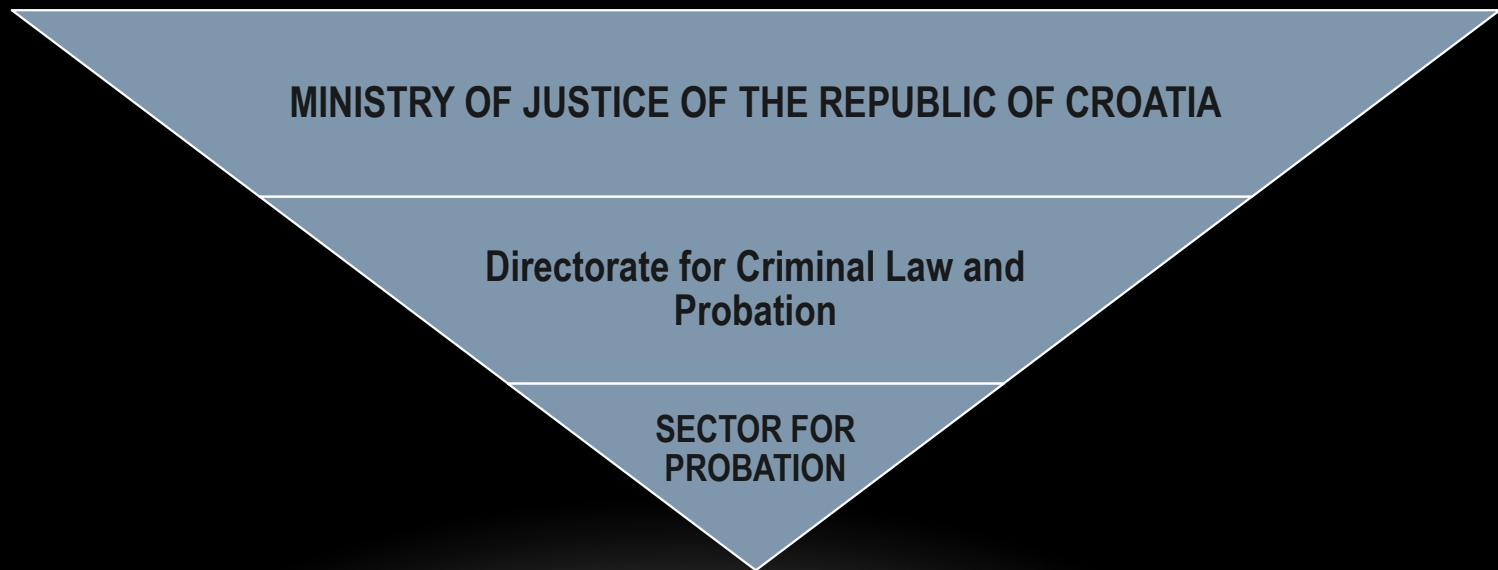 MINISTRY OF JUSTICE OF THE REPUBLIC OF CROATIA
Directorate for Criminal Law and
Probation
SECTOR FOR
PROBATION